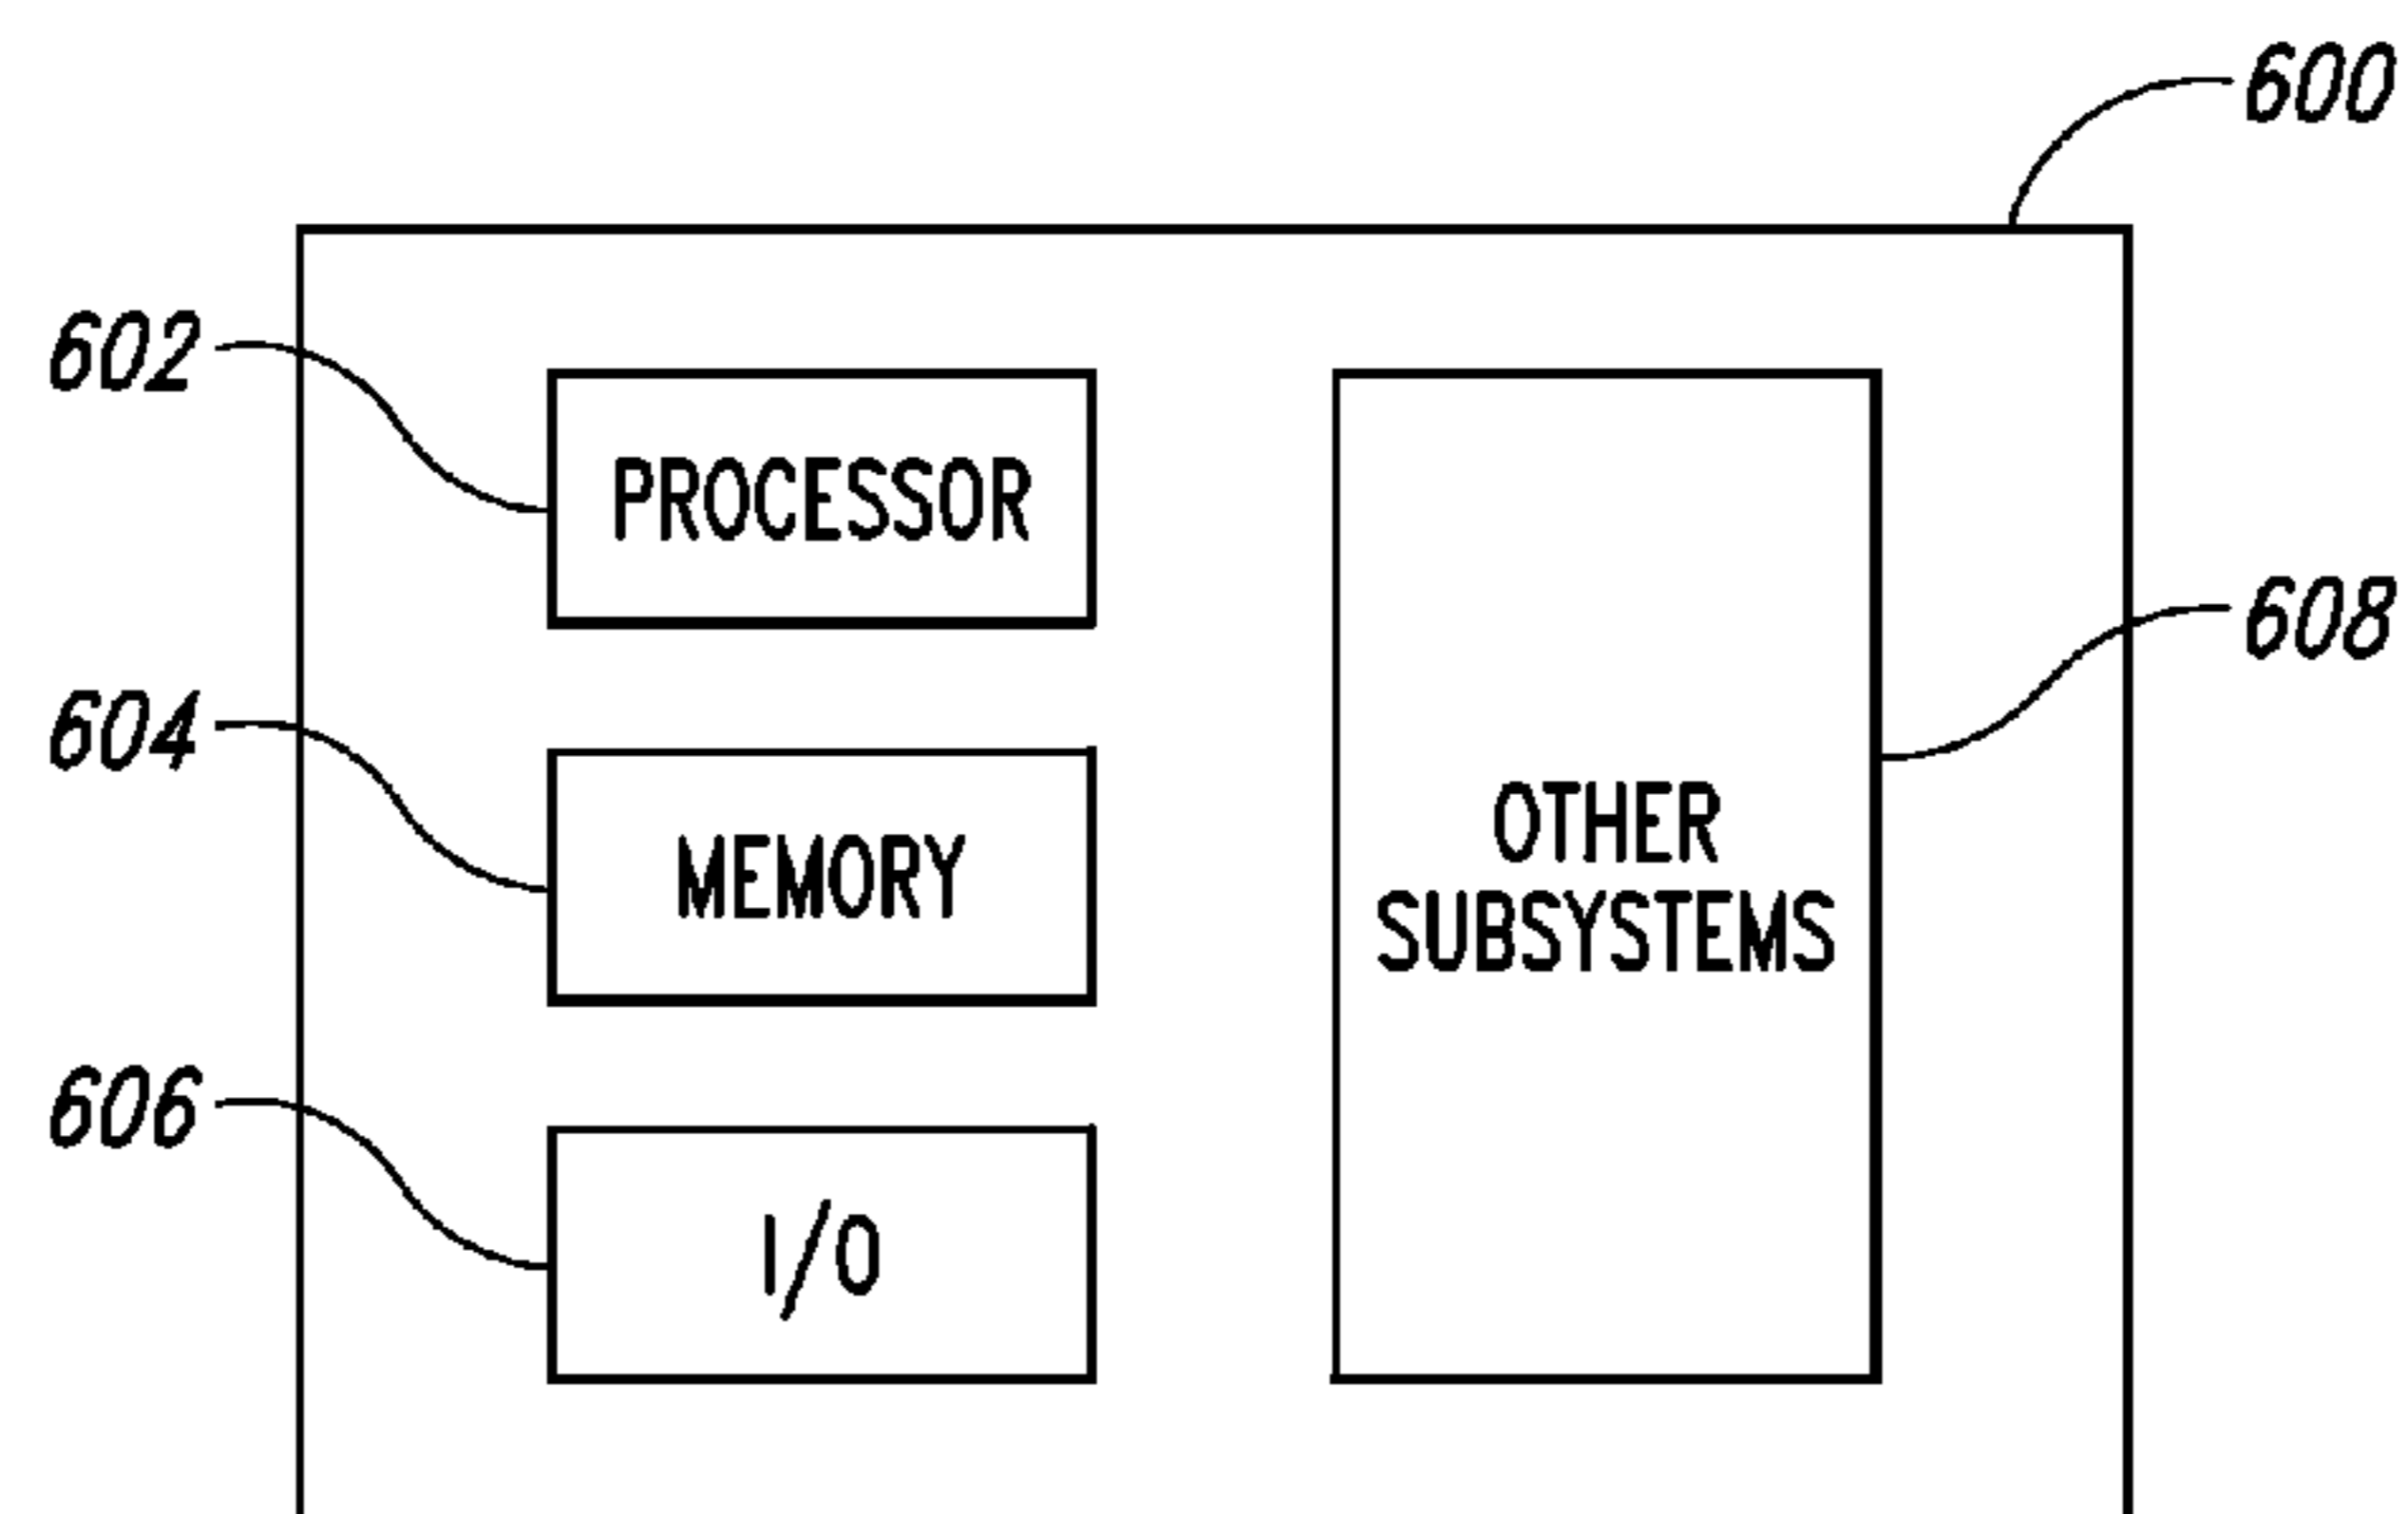 600
602
PROCESSOR
608
604
MEMORY
OTHER
SUBSYSTEMS
606
I/O